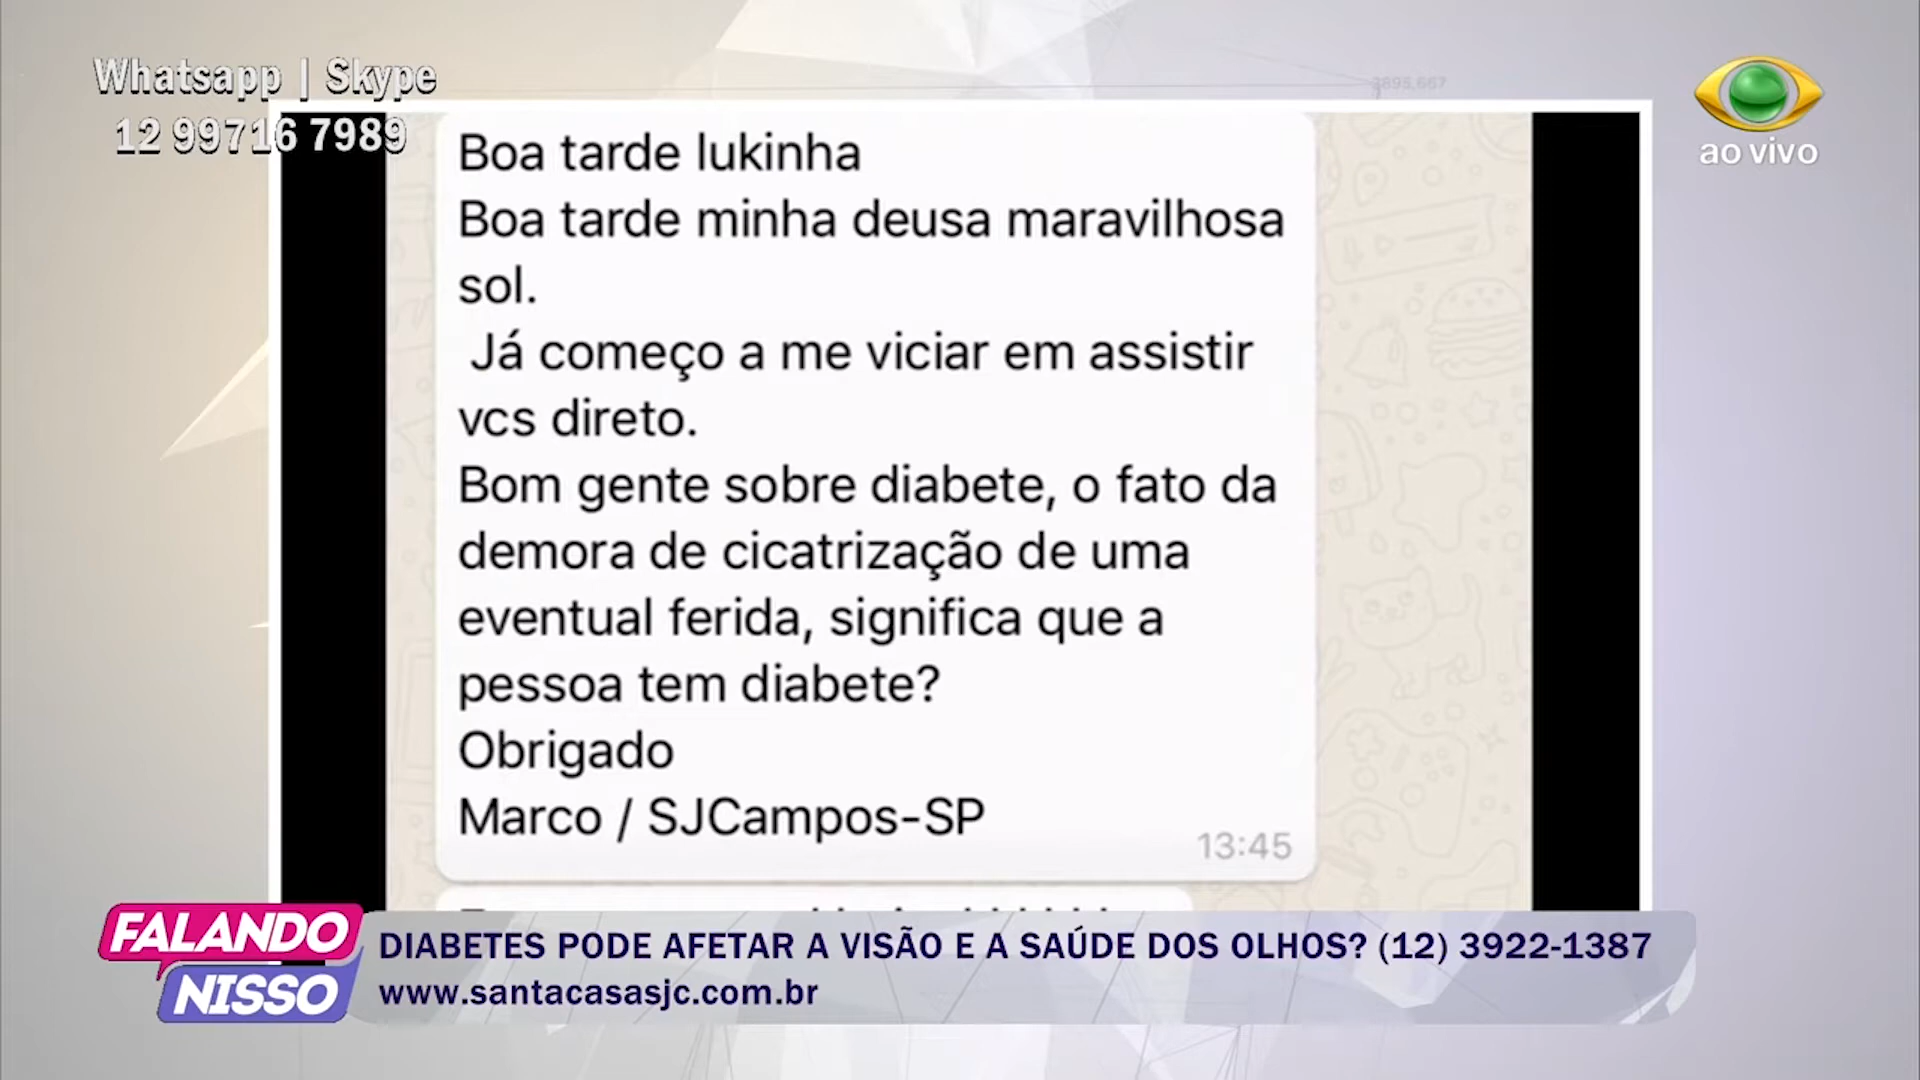 Whatsapp | Skype
12 99716 7989
3895,667
ao vivo
Boa tarde lukinha
Boa tarde minha deusa maravilhosa
sol.
Já começo a me viciar em assistir
vcs direto.
Bom gente sobre diabete, o fato da
demora de cicatrização de uma
eventual ferida, significa que a
pessoa tem diabete?
Obrigado
Marco / SJCampos-SP
13:45
FALANDO
NISSO
DIABETES PODE AFETAR A VISÃO E A SAÚDE DOS OLHOS? (12) 3922-1387
www.santacasasjc.com.br